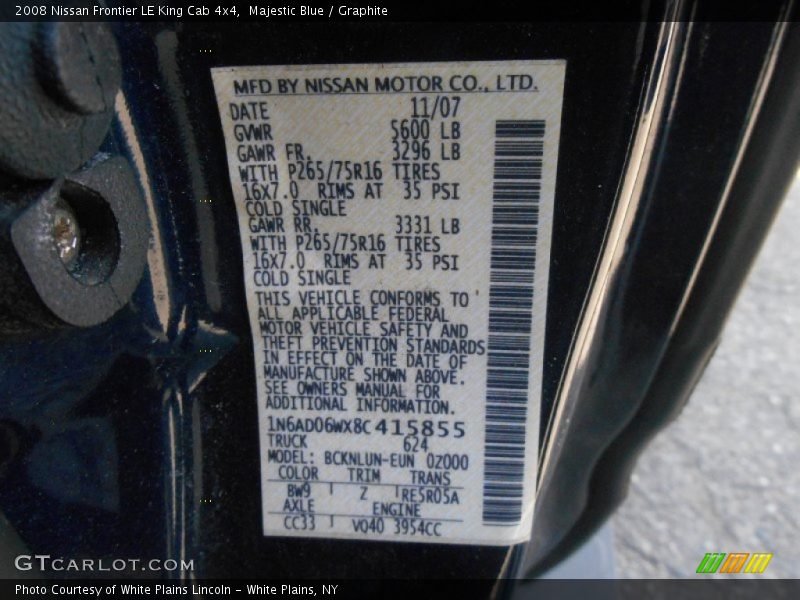 2008 Nissan Frontier LE King Cab 4x4, Majestic Blue / Graphite
MFD BY NISSAN MOTOR CO., LTD.
DATE 11/07
GVWR 5600 LB
GAWR FR. 3296 LB
WITH P265/75R16 TIRES
16X7.0 RIMS AT 35 PSI
COLD SINGLE
GAWR RR. 3331 LB
WITH P265/75R16 TIRES
16X7.0 RIMS AT 35 PSI
COLD SINGLE
THIS VEHICLE CONFORMS TO
ALL APPLICABLE FEDERAL
MOTOR VEHICLE SAFETY AND
THEFT PREVENTION STANDARDS
IN EFFECT ON THE DATE OF
MANUFACTURE SHOWN ABOVE.
SEE OWNERS MANUAL FOR
ADDITIONAL INFORMATION.
1N6AD06WX8C415855
TRUCK 624
MODEL: BCKNLUN-EUN 0Z000
COLOR TRIM TRANS
BW9 Z RE5R05A
AXLE ENGINE
CC33 VQ40 3954CC
GTCARLOT.COM
Photo Courtesy of White Plains Lincoln - White Plains, NY